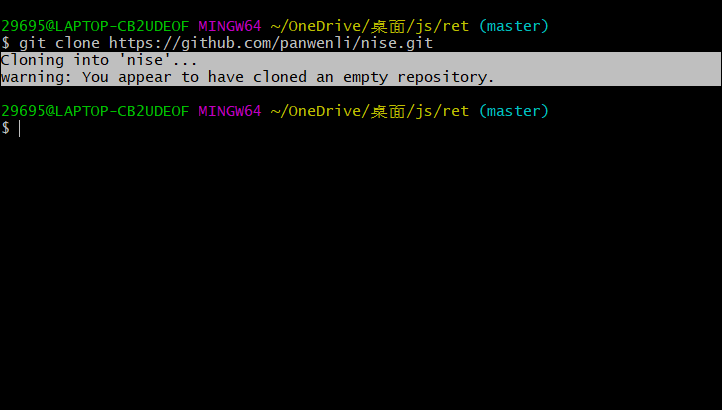 29695@LAPTOP-CB2UDEOF MINGW64 ~/OneDrive/桌面/js/ret (master)
$ git clone https://github.com/panwenli/nise.git
Cloning into 'nise'...
warning: You appear to have cloned an empty repository.
29695@LAPTOP-CB2UDEOF MINGW64 ~/OneDrive/桌面/js/ret (master)
$